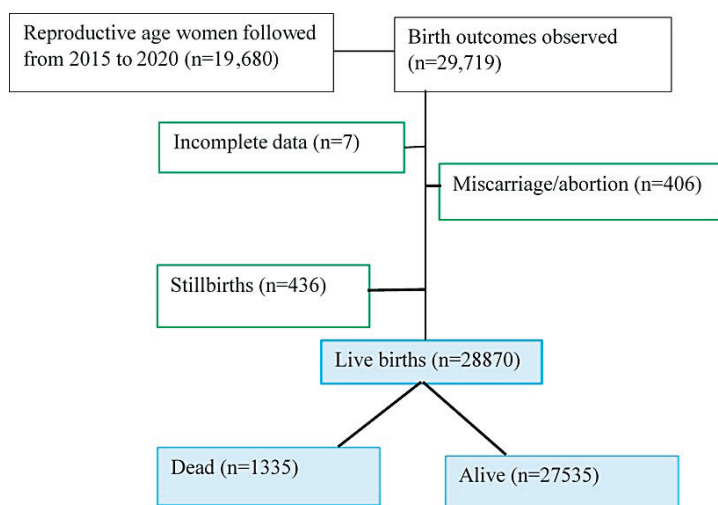 Reproductive age women followed
from 2015 to 2020 (n=19,680)
Birth outcomes observed
(n=29,719)
Incomplete data (n=7)
Miscarriage/abortion (n=406)
Stillbirths (n=436)
Live births (n=28870)
Dead (n=1335)
Alive (n=27535)